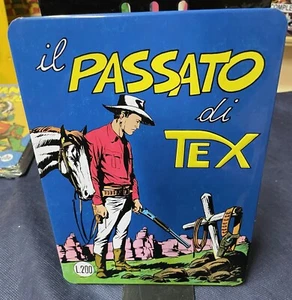 il
PASSATO
di
TEX
L.200